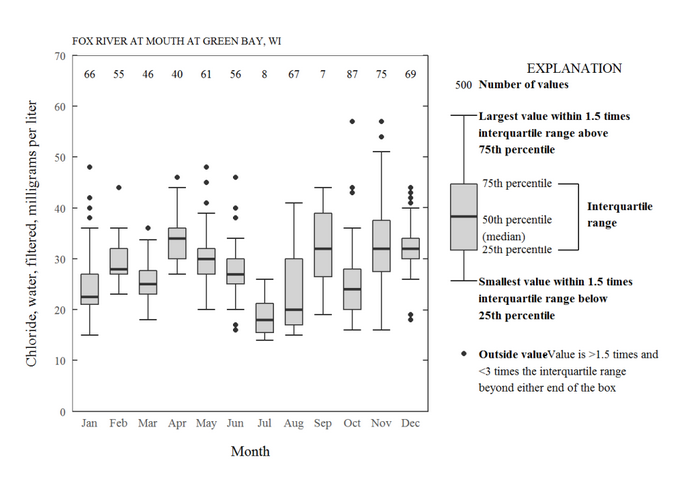 FOX RIVER AT MOUTH AT GREEN BAY, WI
70
60
50
40
30
20
10
0
66 55 46 40 61 56 8 67 7 87 75 69
Jan Feb Mar Apr May Jun Jul Aug Sep Oct Nov Dec
Month
Chloride, water, filtered, milligrams per liter
EXPLANATION
500 Number of values
Largest value within 1.5 times
interquartile range above
75th percentile
75th percentile
50th percentile
(median)
25th percentile
Interquartile
range
Smallest value within 1.5 times
interquartile range below
25th percentile
Outside valueValue is >1.5 times and
<3 times the interquartile range
beyond either end of the box